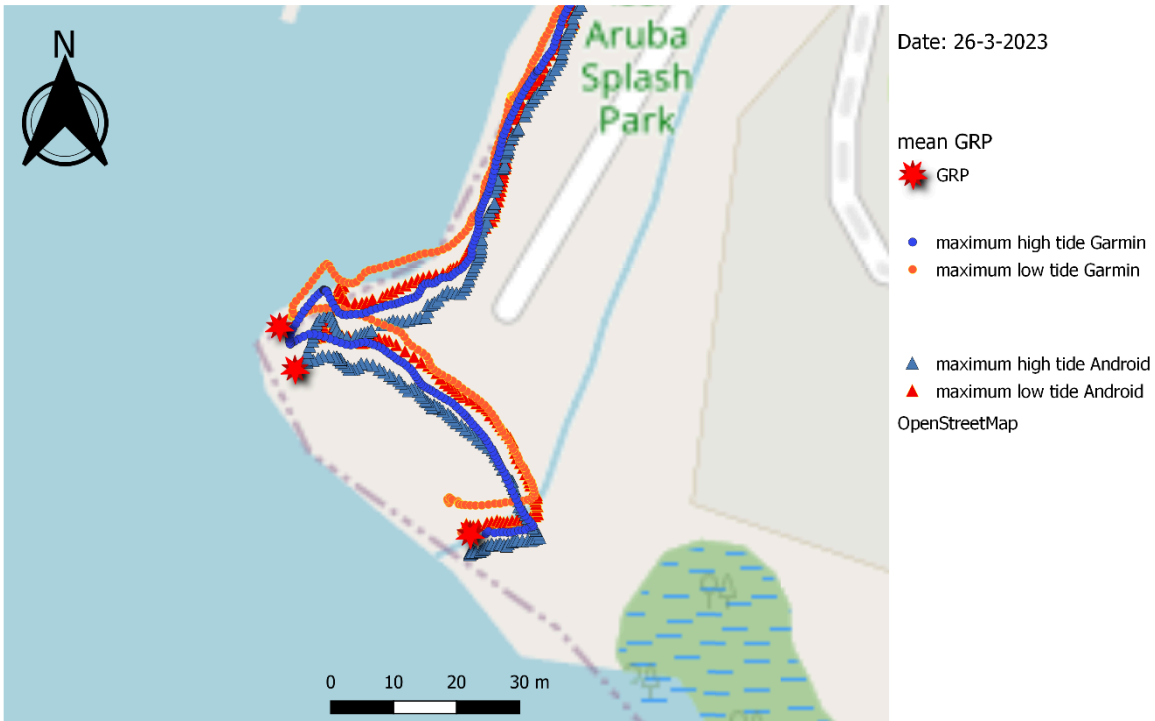 N
Aruba
Splash
Park
0 10 20 30 m
Date: 26-3-2023
mean GRP
GRP
maximum high tide Garmin
maximum low tide Garmin
maximum high tide Android
maximum low tide Android
OpenStreetMap